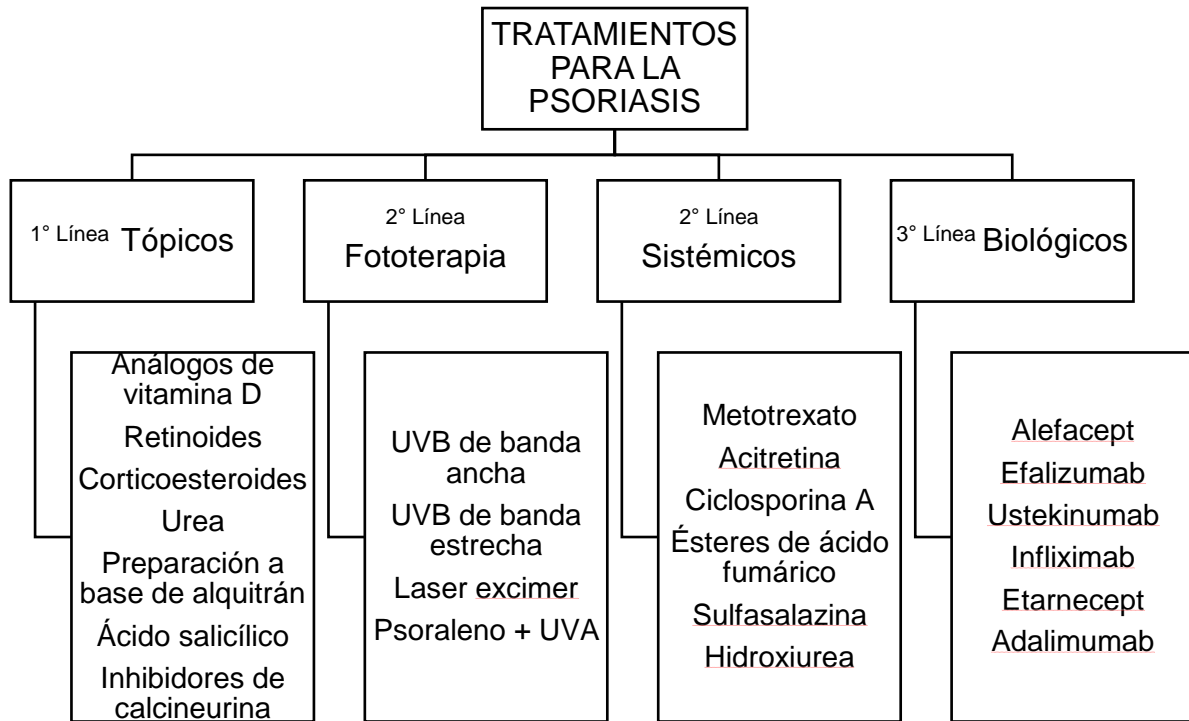 TRATAMIENTOS
PARA LA
PSORIASIS
1° Línea Tópicos
2° Línea
Fototerapia
2° Línea
Sistémicos
3° Línea Biológicos
Análogos de
vitamina D
Retinoides
Corticoesteroides
Urea
Preparación a
base de alquitrán
Ácido salicílico
Inhibidores de
calcineurina
UVB de banda
ancha
UVB de banda
estrecha
Laser excimer
Psoraleno + UVA
Metotrexato
Acitretina
Ciclosporina A
Ésteres de ácido
fumárico
Sulfasalazina
Hidroxiurea
Alefacept
Efalizumab
Ustekinumab
Infliximab
Etarnecept
Adalimumab